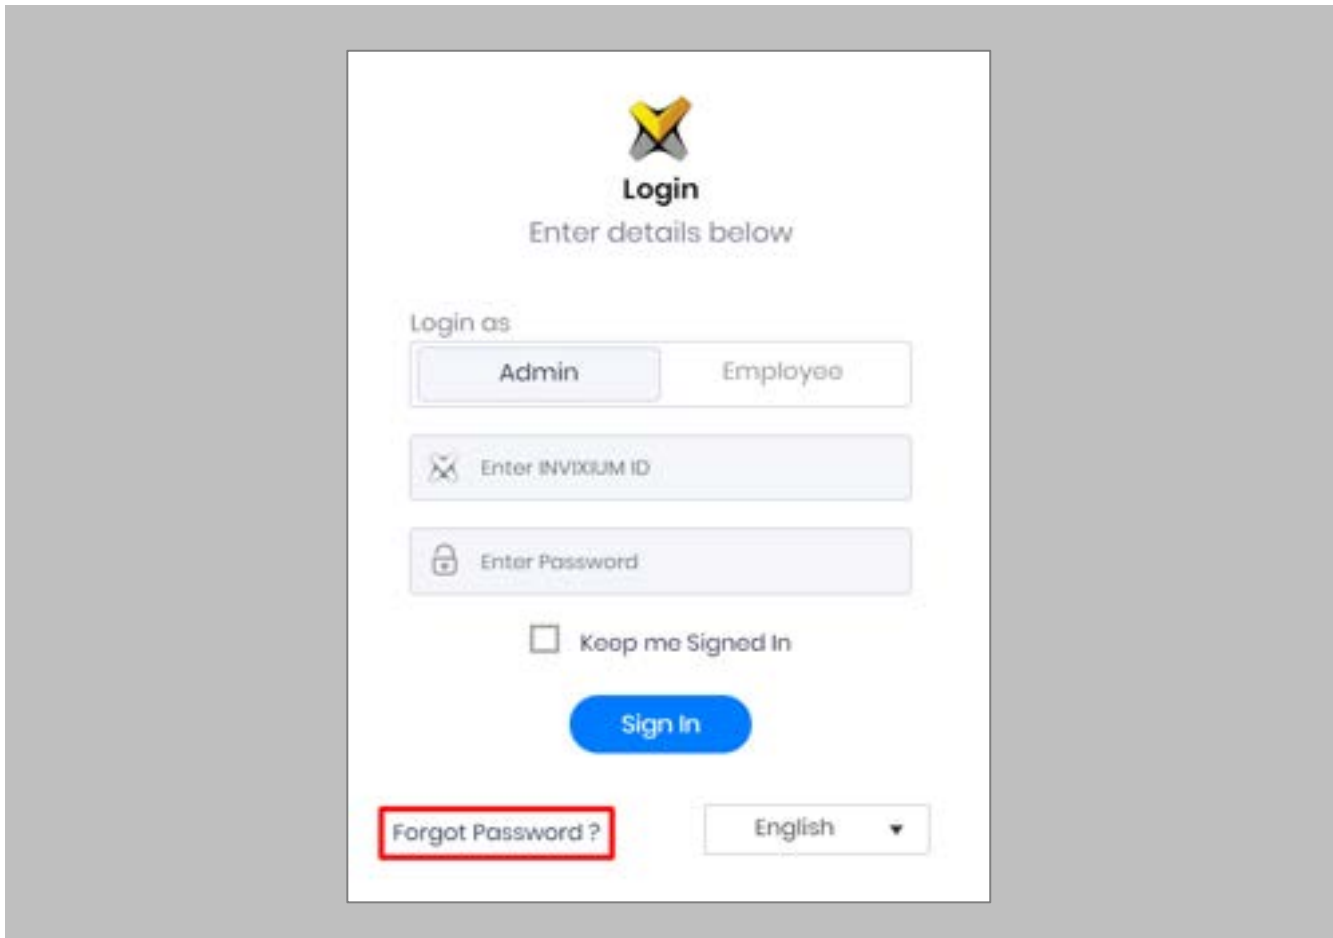 Login
Enter details below
Login as
Admin Employee
Enter INVIXIUM ID
Enter Password
Keep me Signed In
Sign In
Forgot Password ? English